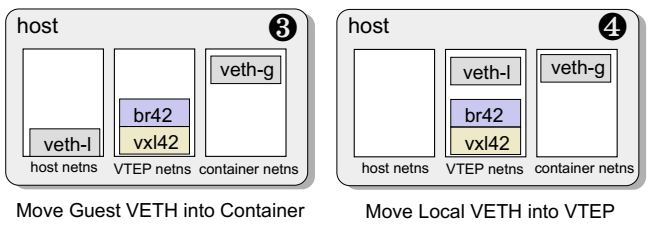 host ❸
veth-g
br42
veth-l vxl42
host netns VTEP netns container netns
Move Guest VETH into Container
host ❹
veth-l veth-g
br42
vxl42
host netns VTEP netns container netns
Move Local VETH into VTEP